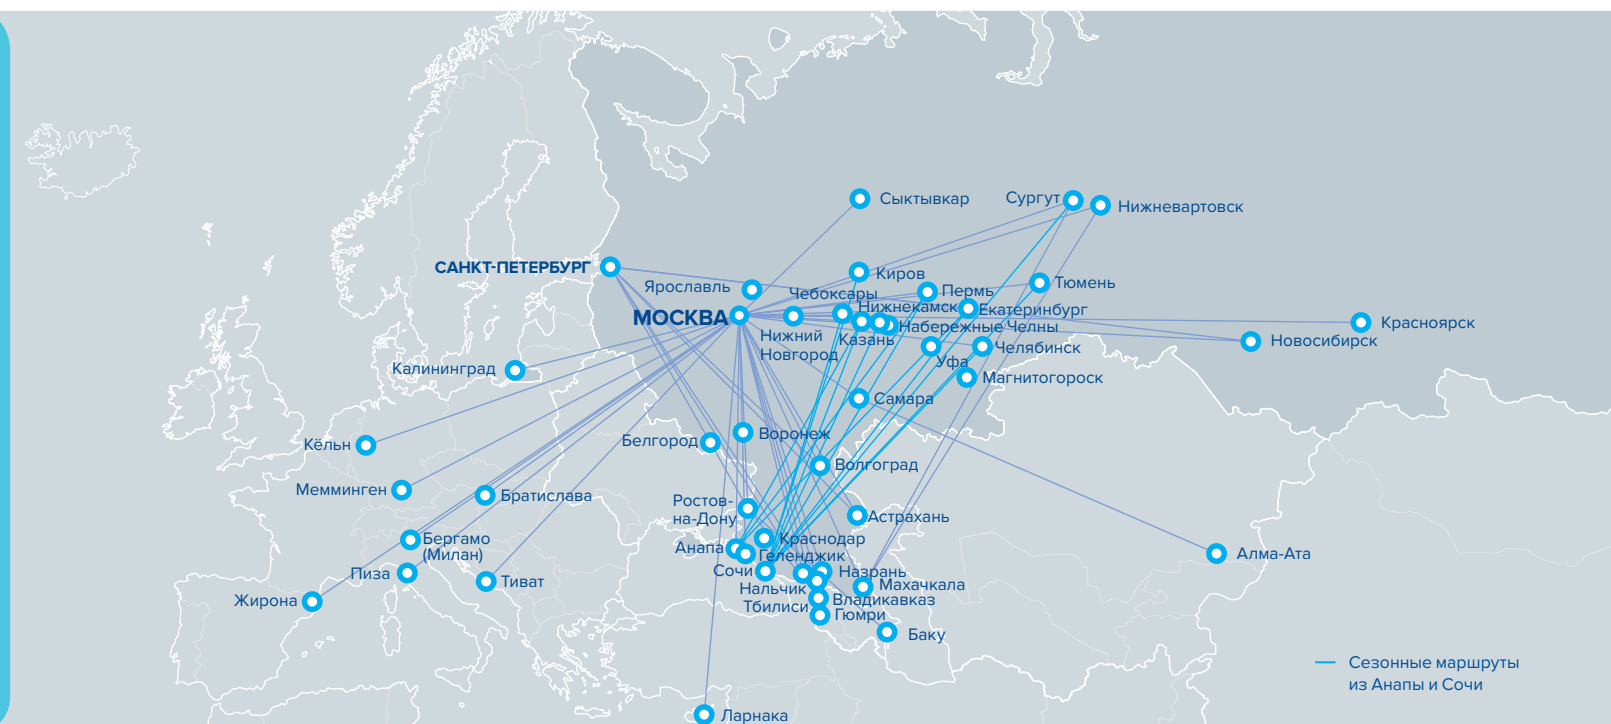 Сыктывкар
Сургут
Нижневартовск
САНКТ-ПЕТЕРБУРГ
Киров
Ярославль
Чебоксары
Пермь
Тюмень
МОСКВА
Нижнекамск
Екатеринбург
Набережные Челны
Красноярск
Нижний
Новгород
Казань
Новосибирск
Челябинск
Уфа
Калининград
Магнитогороск
Самара
Кёльн
Белгород
Воронеж
Волгоград
Мемминген
Братислава
Ростов-
на-Дону
Астрахань
Бергамо
(Милан)
Анапа
Краснодар
Геленджик
Алма-Ата
Пиза
Тиват
Сочи
Назрань
Нальчик
Махачкала
Жирона
Тбилиси
Владикавказ
Гюмри
Баку
Сезонные маршруты
из Анапы и Сочи
Ларнака